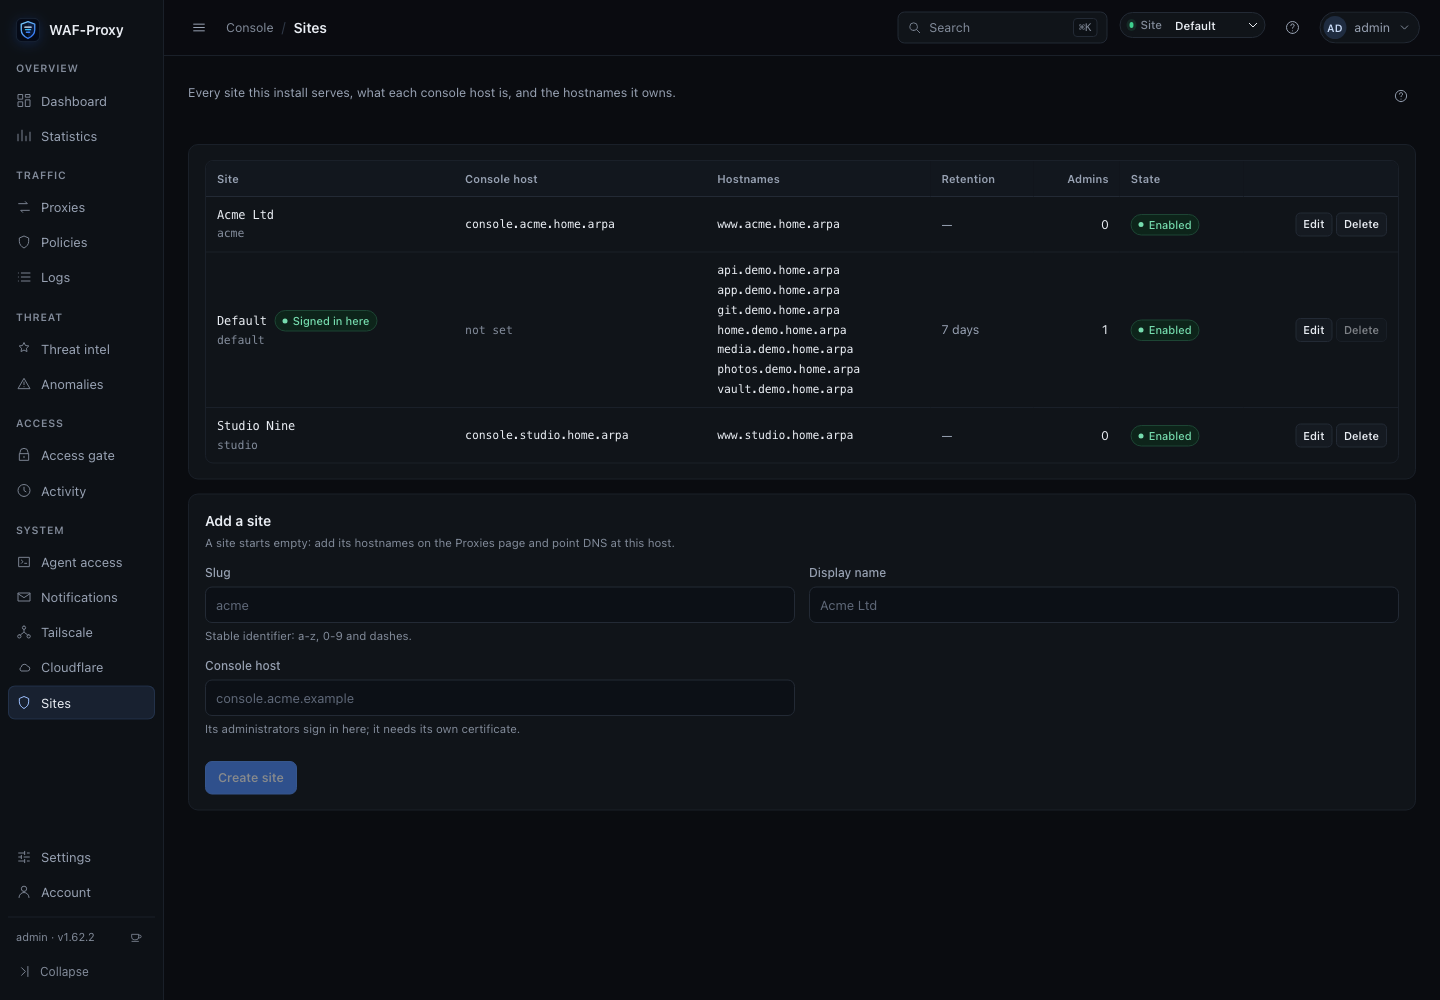 WAF-Proxy
OVERVIEW
Dashboard
Statistics
TRAFFIC
Proxies
Policies
Logs
THREAT
Threat intel
Anomalies
ACCESS
Access gate
Activity
SYSTEM
Agent access
Notifications
Tailscale
Cloudflare
Sites
Settings
Account
admin · v1.62.2
Collapse
Console / Sites
Search ⌘K
Site Default
AD admin
Every site this install serves, what each console host is, and the hostnames it owns.
Site Console host Hostnames Retention Admins State
Acme Ltd
acme
console.acme.home.arpa
www.acme.home.arpa
— 0 Enabled Edit Delete
Default Signed in here
default
not set
api.demo.home.arpa
app.demo.home.arpa
git.demo.home.arpa
home.demo.home.arpa
media.demo.home.arpa
photos.demo.home.arpa
vault.demo.home.arpa
7 days 1 Enabled Edit Delete
Studio Nine
studio
console.studio.home.arpa
www.studio.home.arpa
— 0 Enabled Edit Delete
Add a site
A site starts empty: add its hostnames on the Proxies page and point DNS at this host.
Slug
acme
Stable identifier: a-z, 0-9 and dashes.
Display name
Acme Ltd
Console host
console.acme.example
Its administrators sign in here; it needs its own certificate.
Create site